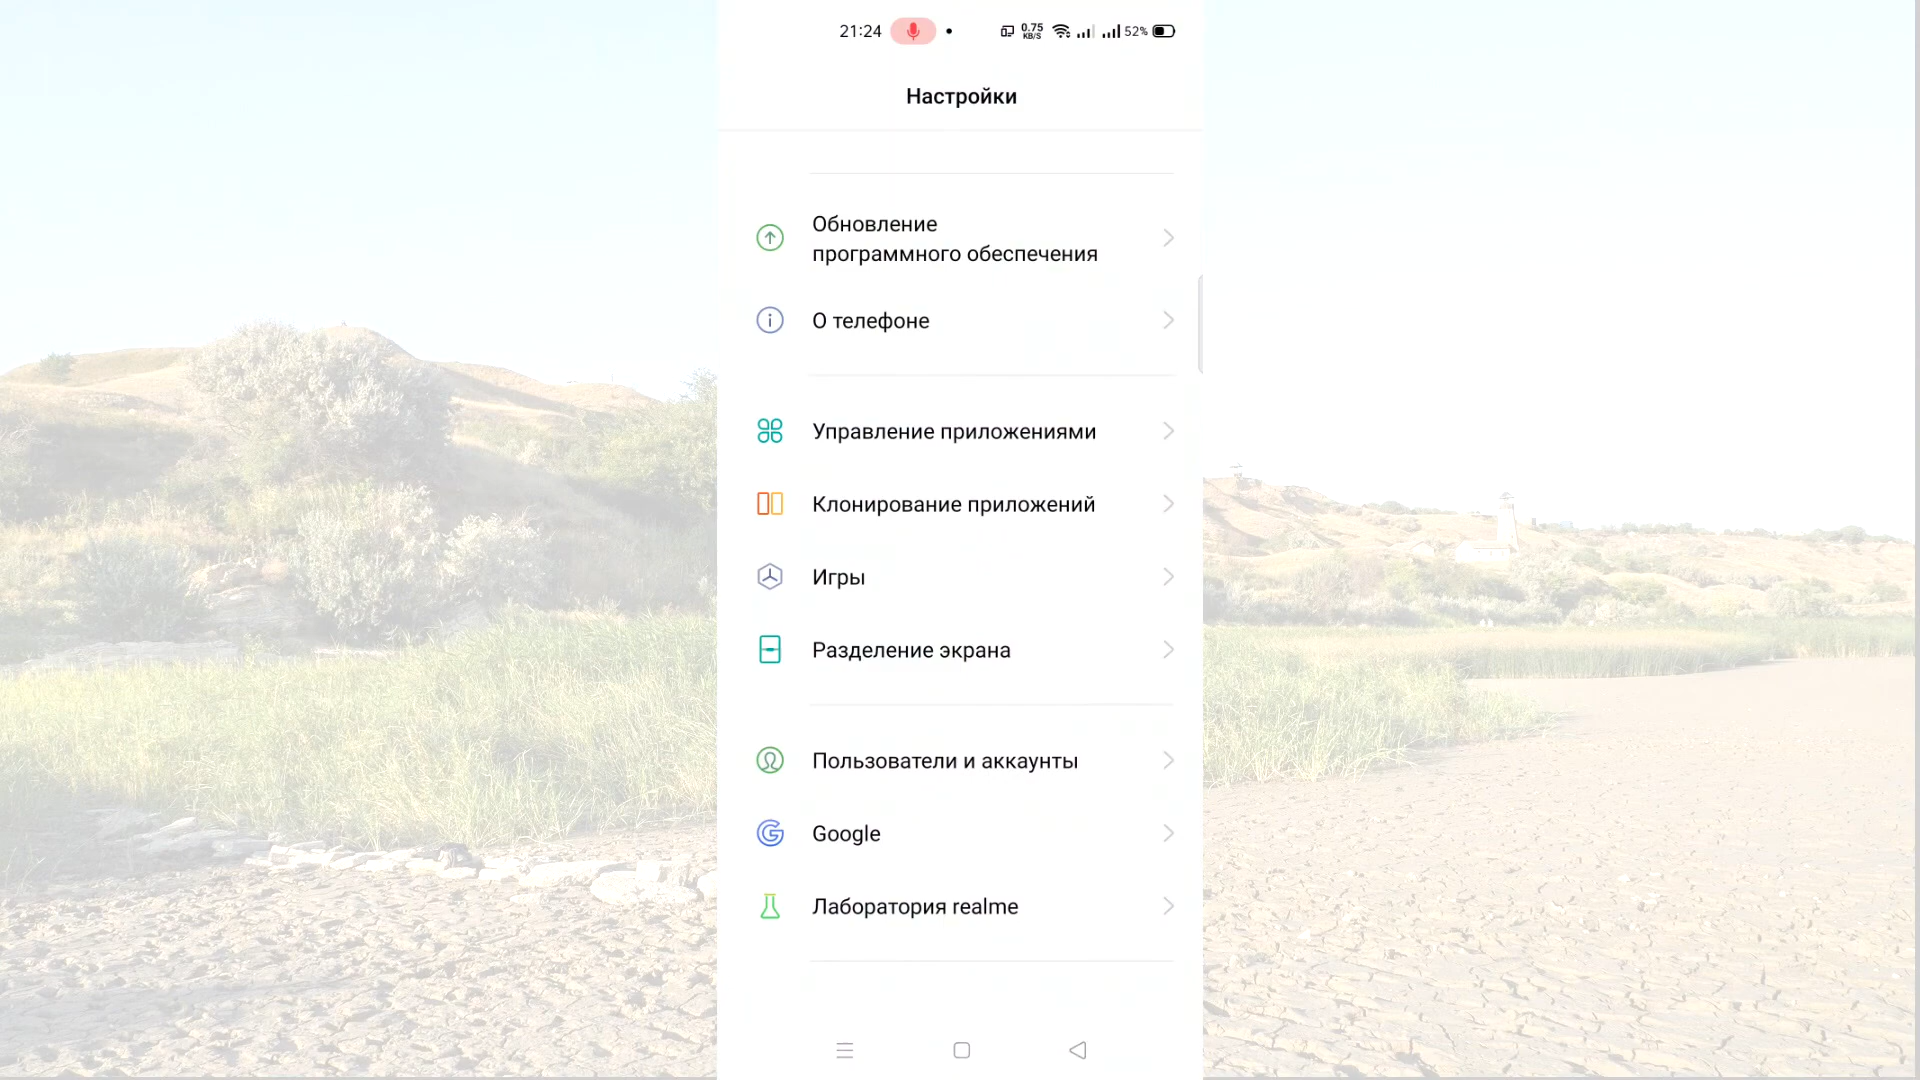 21:24 0.75 KB/S 52%
Настройки
Обновление
программного обеспечения
О телефоне
Управление приложениями
Клонирование приложений
Игры
Разделение экрана
Пользователи и аккаунты
Google
Лаборатория realme